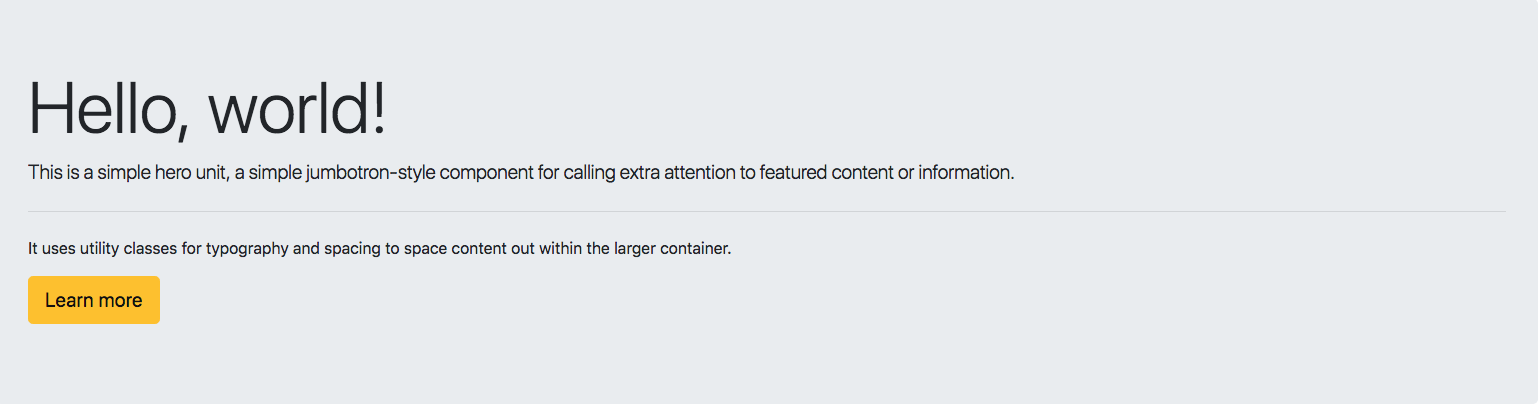 Hello, world!
This is a simple hero unit, a simple jumbotron-style component for calling extra attention to featured content or information.
It uses utility classes for typography and spacing to space content out within the larger container.
Learn more